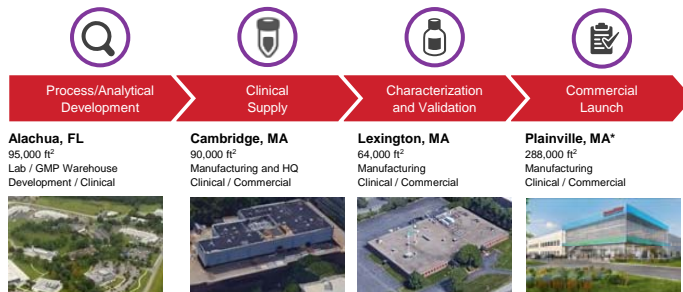 Process/Analytical
Development
Clinical
Supply
Characterization
and Validation
Commercial
Launch
Alachua, FL
95,000 ft²
Lab / GMP Warehouse
Development / Clinical
Cambridge, MA
90,000 ft²
Manufacturing and HQ
Clinical / Commercial
Lexington, MA
64,000 ft²
Manufacturing
Clinical / Commercial
Plainville, MA*
288,000 ft²
Manufacturing
Clinical / Commercial